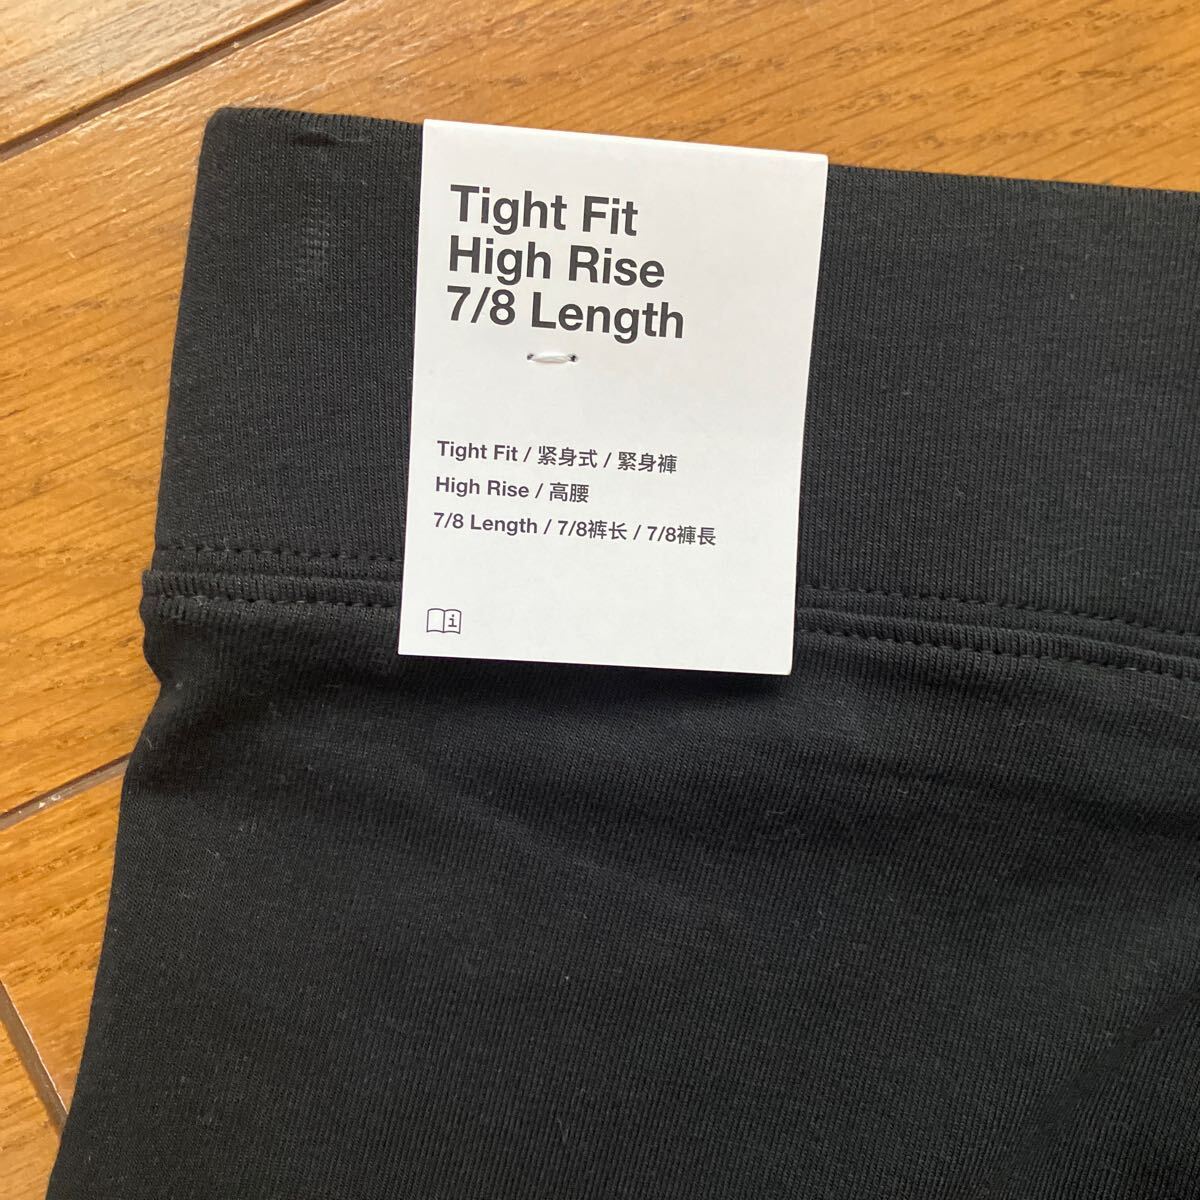 Tight Fit
High Rise
7/8 Length
Tight Fit / 紧身式 / 緊身褲
High Rise / 高腰
7/8 Length / 7/8裤长 / 7/8褲長
i